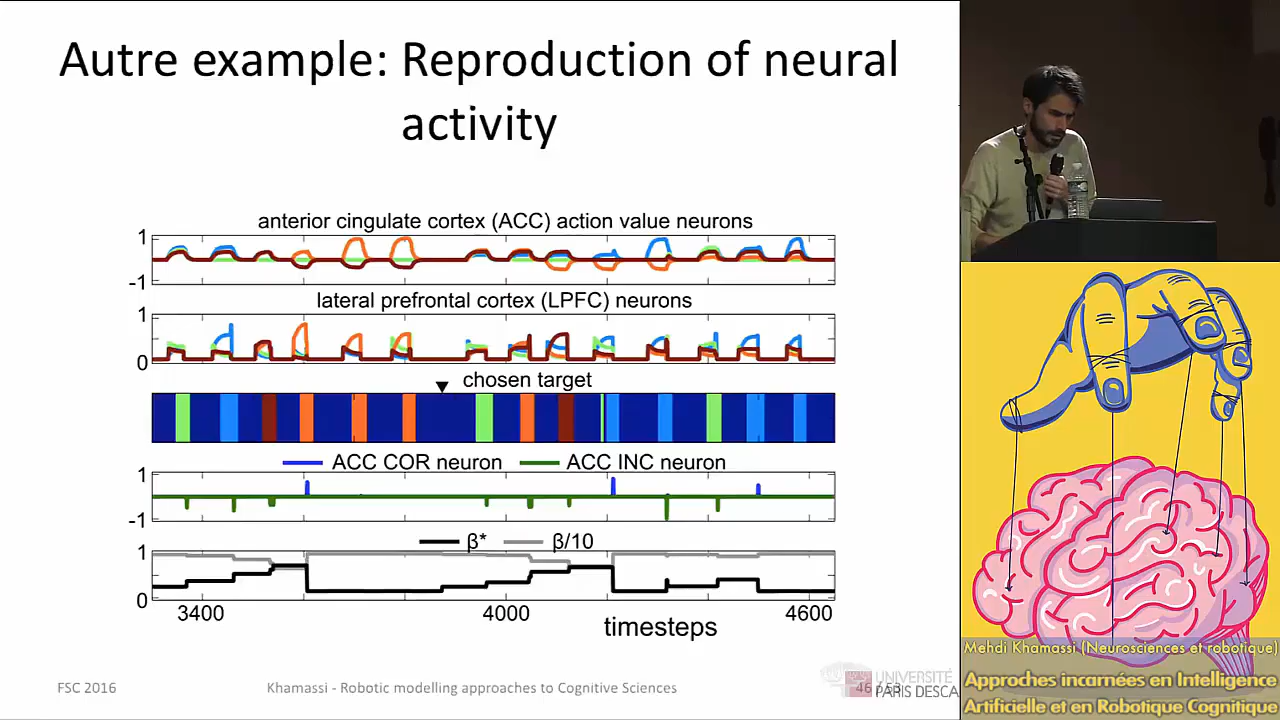 Autre example: Reproduction of neural
activity
anterior cingulate cortex (ACC) action value neurons
1
-1
lateral prefrontal cortex (LPFC) neurons
1
0
chosen target
ACC COR neuron ACC INC neuron
1
-1
β* β/10
1
0
3400 4000 4600
timesteps
FSC 2016 Khamassi - Robotic modelling approaches to Cognitive Sciences 46 / 53
UNIVERSITÉ
PARIS DESCA
Mehdi Khamassi (Neurosciences et robotique)
Approches incarnées en Intelligence
Artificielle et en Robotique Cognitique